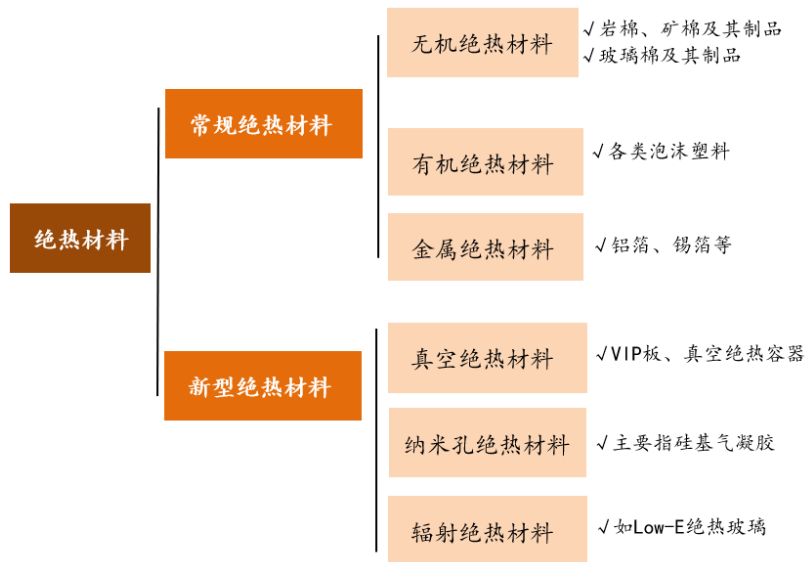 绝热材料
常规绝热材料
无机绝热材料
√岩棉、矿棉及其制品
√玻璃棉及其制品
有机绝热材料
√各类泡沫塑料
金属绝热材料
√铝箔、锡箔等
新型绝热材料
真空绝热材料
√VIP板、真空绝热容器
纳米孔绝热材料
√主要指硅基气凝胶
辐射绝热材料
√如Low-E绝热玻璃